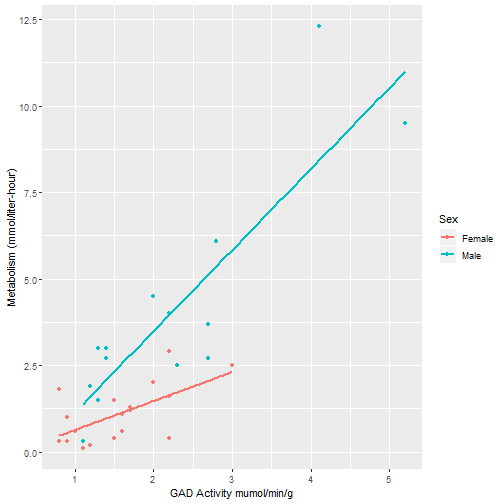 12.5
10.0
7.5
5.0
2.5
0.0
Metabolism (mmol/liter-hour)
1 2 3 4 5
GAD Activity mumol/min/g
Sex
Female
Male